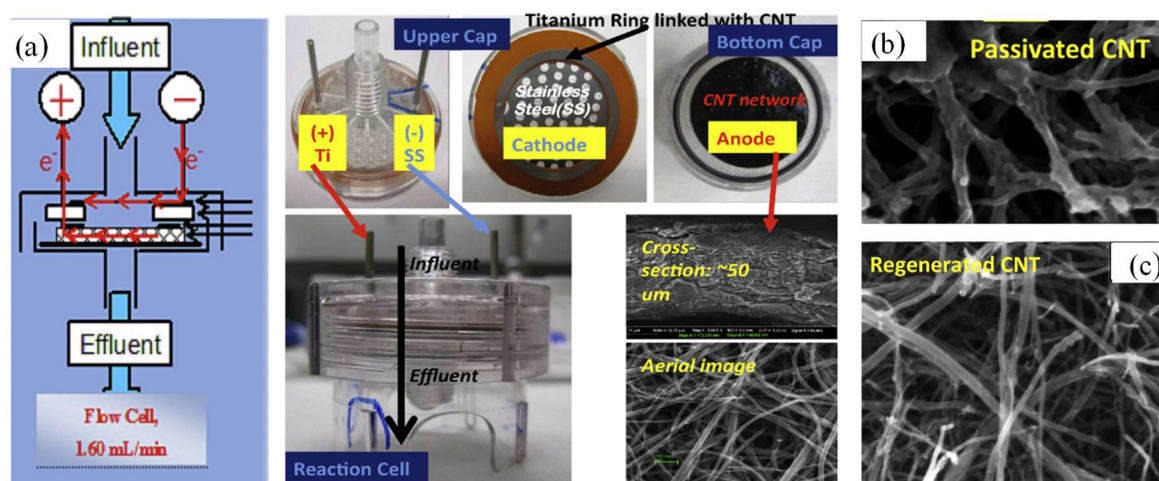 (a)
Influent
+
−
e-
e-
Effluent
Flow Cell,
1.60 mL/min
Titanium Ring linked with CNT
Upper Cap
Bottom Cap
(+)
Ti
(-)
SS
Stainless
Steel(SS)
Cathode
CNT network
Anode
Influent
Effluent
Reaction Cell
Cross-
section: ~50
um
Aerial image
(b)
Passivated CNT
Regenerated CNT
(c)